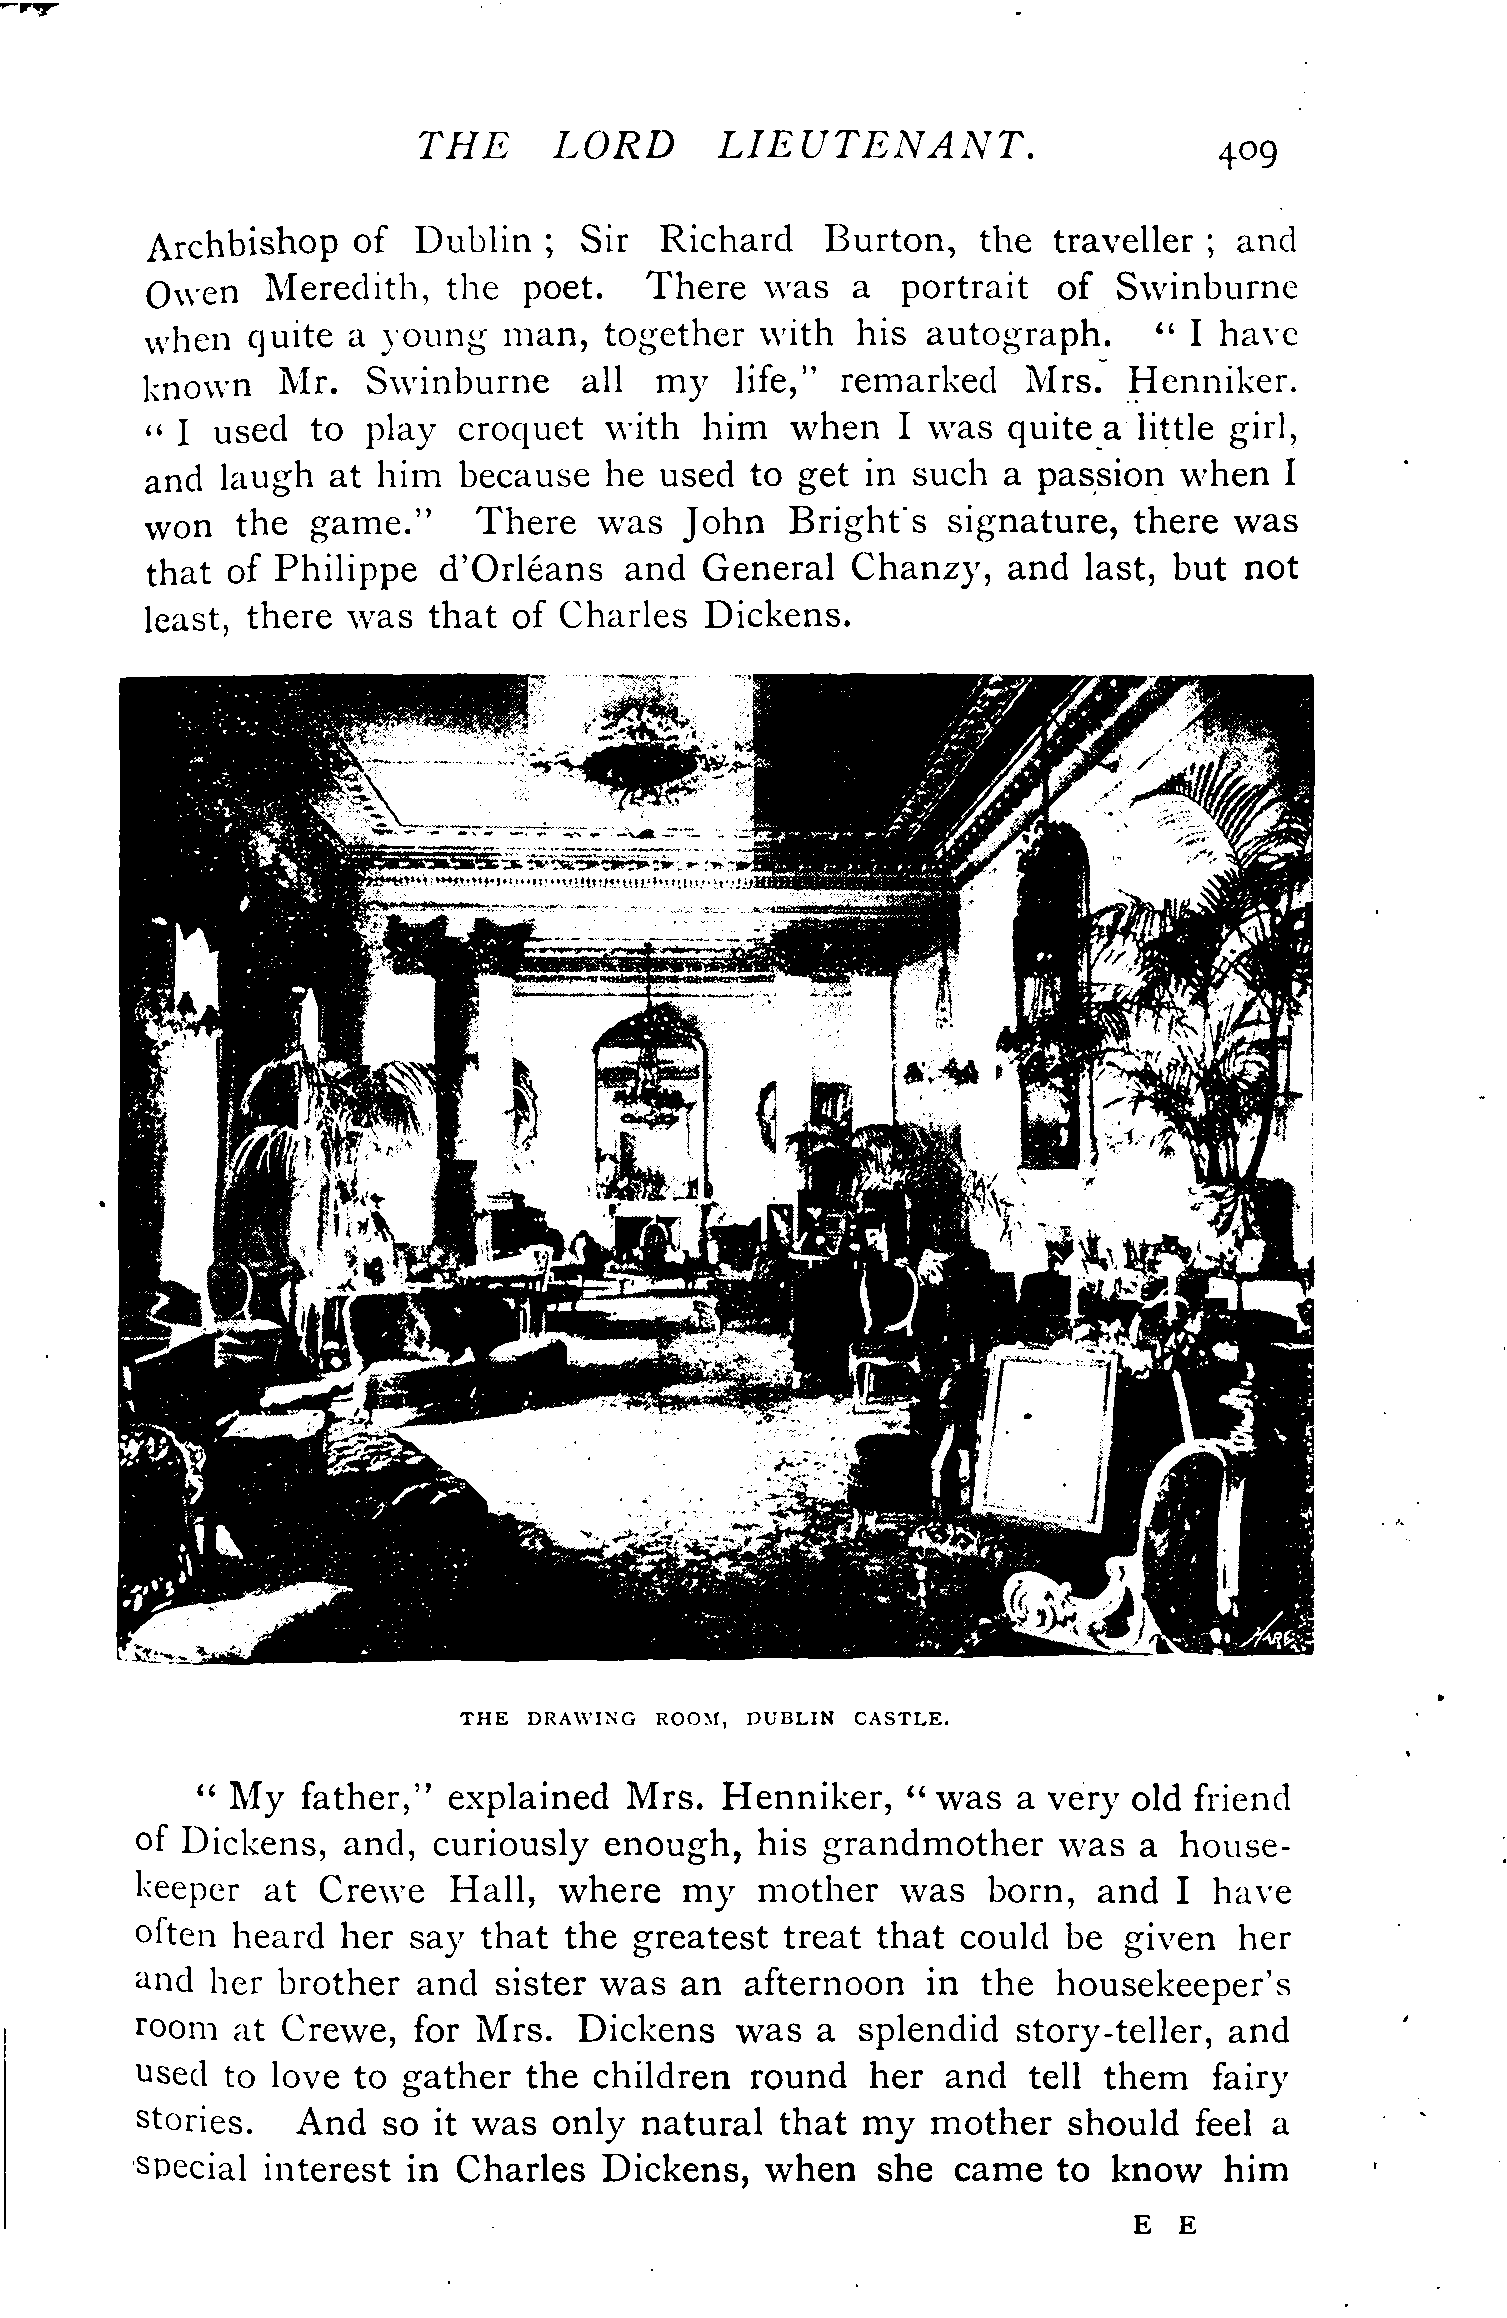 THE LORD LIEUTENANT. 409
Archbishop of Dublin ; Sir Richard Burton, the traveller ; and
Owen Meredith, the poet. There was a portrait of Swinburne
when quite a young man, together with his autograph. “ I have
known Mr. Swinburne all my life,” remarked Mrs. Henniker.
“ I used to play croquet with him when I was quite a little girl,
and laugh at him because he used to get in such a passion when I
won the game.” There was John Bright's signature, there was
that of Philippe d’Orléans and General Chanzy, and last, but not
least, there was that of Charles Dickens.
HARE
THE DRAWING ROOM, DUBLIN CASTLE.
“ My father,” explained Mrs. Henniker, “ was a very old friend
of Dickens, and, curiously enough, his grandmother was a house-
keeper at Crewe Hall, where my mother was born, and I have
often heard her say that the greatest treat that could be given her
and her brother and sister was an afternoon in the housekeeper’s
room at Crewe, for Mrs. Dickens was a splendid story-teller, and
used to love to gather the children round her and tell them fairy
stories. And so it was only natural that my mother should feel a
special interest in Charles Dickens, when she came to know him
E E